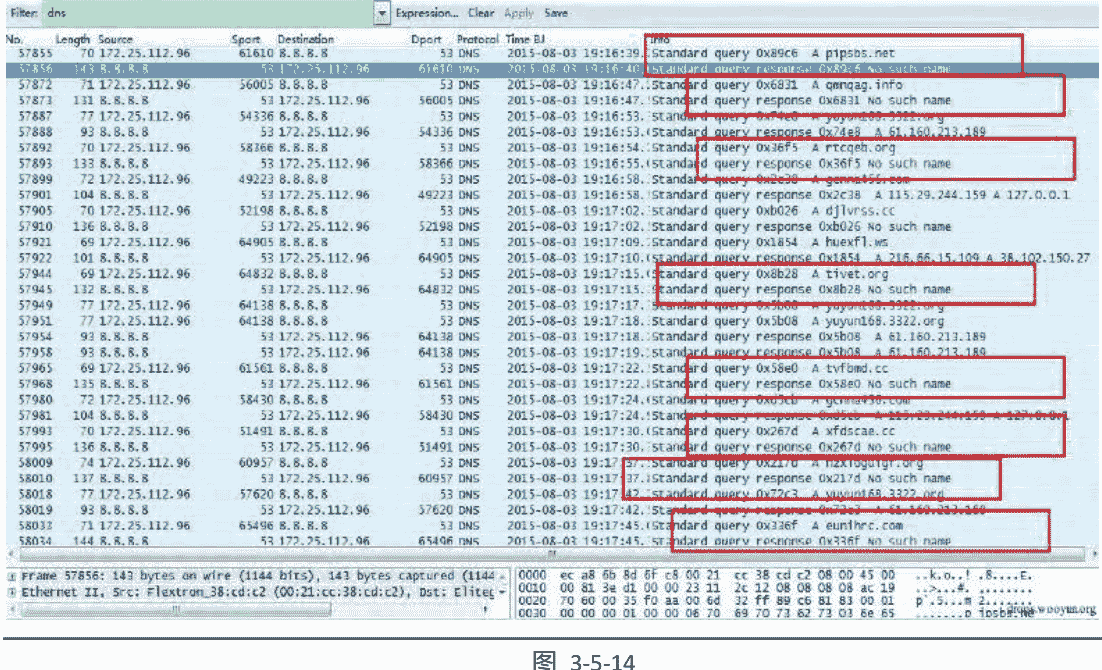 Filter: dns Expression... Clear Apply Save
No. Length Source Sport Destination Dport Protocol Time BJ Info
57855 70 172.25.112.96 61610 8.8.8.8 53 DNS 2015-08-03 19:16:39. Standard query 0x89c6 A pipsbs.net
57856 143 8.8.8.8 53 172.25.112.96 61610 DNS 2015-08-03 19:16:40 Standard query response 0x89c6 No such name
57872 71 172.25.112.96 56005 8.8.8.8 53 DNS 2015-08-03 19:16:47. Standard query 0x6831 A qmnqag.info
57873 131 8.8.8.8 53 172.25.112.96 56005 DNS 2015-08-03 19:16:47. Standard query response 0x6831 No such name
57887 77 172.25.112.96 54336 8.8.8.8 53 DNS 2015-08-03 19:16:53. Standard query 0x74e8 A yuyun168.3322.org
57888 93 8.8.8.8 53 172.25.112.96 54336 DNS 2015-08-03 19:16:53. Standard query response 0x74e8 A 61.160.213.189
57892 70 172.25.112.96 58366 8.8.8.8 53 DNS 2015-08-03 19:16:54. Standard query 0x36f5 A rtcqeb.org
57893 133 8.8.8.8 53 172.25.112.96 58366 DNS 2015-08-03 19:16:55. Standard query response 0x36f5 No such name
57899 72 172.25.112.96 49223 8.8.8.8 53 DNS 2015-08-03 19:16:58. Standard query 0x2c38
57901 104 8.8.8.8 53 172.25.112.96 49223 DNS 2015-08-03 19:16:58. Standard query response 0x2c38 A 115.29.244.159 A 127.0.0.1
57905 70 172.25.112.96 52198 8.8.8.8 53 DNS 2015-08-03 19:17:02. Standard query 0xb026 A djlvrss.cc
57910 136 8.8.8.8 53 172.25.112.96 52198 DNS 2015-08-03 19:17:02. Standard query response 0xb026 No such name
57921 69 172.25.112.96 64905 8.8.8.8 53 DNS 2015-08-03 19:17:09. Standard query 0x1854 A huexfl.ws
57922 101 8.8.8.8 53 172.25.112.96 64905 DNS 2015-08-03 19:17:10. Standard query response 0x1854 A 216.66.15.109 A 38.102.150.27
57944 69 172.25.112.96 64832 8.8.8.8 53 DNS 2015-08-03 19:17:15. Standard query 0x8b28 A tivet.org
57945 132 8.8.8.8 53 172.25.112.96 64832 DNS 2015-08-03 19:17:15. Standard query response 0x8b28 No such name
57949 77 172.25.112.96 64138 8.8.8.8 53 DNS 2015-08-03 19:17:17. Standard query 0x5b08 A yuyun168.3322.org
57951 77 172.25.112.96 64138 8.8.8.8 53 DNS 2015-08-03 19:17:18. Standard query 0x5b08 A yuyun168.3322.org
57954 93 8.8.8.8 53 172.25.112.96 64138 DNS 2015-08-03 19:17:18. Standard query response 0x5b08 A 61.160.213.189
57958 93 8.8.8.8 53 172.25.112.96 64138 DNS 2015-08-03 19:17:19. Standard query response 0x5b08 A 61.160.213.189
57965 69 172.25.112.96 61561 8.8.8.8 53 DNS 2015-08-03 19:17:22. Standard query 0x58e0 A tvfbmd.cc
57968 135 8.8.8.8 53 172.25.112.96 61561 DNS 2015-08-03 19:17:22. Standard query response 0x58e0 No such name
57980 72 172.25.112.96 58430 8.8.8.8 53 DNS 2015-08-03 19:17:24. Standard query
57981 104 8.8.8.8 53 172.25.112.96 58430 DNS 2015-08-03 19:17:24. Standard query response
57993 70 172.25.112.96 51491 8.8.8.8 53 DNS 2015-08-03 19:17:30. Standard query 0x267d A xfdscae.cc
57995 136 8.8.8.8 53 172.25.112.96 51491 DNS 2015-08-03 19:17:30. Standard query response 0x267d No such name
58009 74 172.25.112.96 60957 8.8.8.8 53 DNS 2015-08-03 19:17:37. Standard query 0x217d
58010 137 8.8.8.8 53 172.25.112.96 60957 DNS 2015-08-03 19:17:37. Standard query response 0x217d No such name
58018 77 172.25.112.96 57620 8.8.8.8 53 DNS 2015-08-03 19:17:42. Standard query 0x72c3 A yuyun168.3322.org
58019 93 8.8.8.8 53 172.25.112.96 57620 DNS 2015-08-03 19:17:42. Standard query response 0x72c3 A 61.160.213.189
58033 71 172.25.112.96 65496 8.8.8.8 53 DNS 2015-08-03 19:17:45. Standard query 0x336f A eunihrc.com
58034 144 8.8.8.8 53 172.25.112.96 65496 DNS 2015-08-03 19:17:45. Standard query response 0x336f No such name
Frame 57856: 143 bytes on wire (1144 bits), 143 bytes captured (1144
Ethernet II, Src: Flextron_38:cd:c2 (00:21:cc:38:cd:c2), Dst: Eliteg
0000 ec a8 6b 8d 6f c8 00 21 cc 38 cd c2 08 00 45 00 ..k.o..! .8....E.
0010 00 81 3e d1 00 00 23 11 2c 12 08 08 08 08 ac 19 ..>...#. ,.......
0020 70 60 00 35 f0 aa 00 6d 32 ff 89 c6 81 83 00 01 p`.5...m 2.......
0030 00 00 00 01 00 00 06 70 69 70 73 62 73 03 6e 65 .......p ipsbs.ne
drops.wooyun.org
图 3-5-14